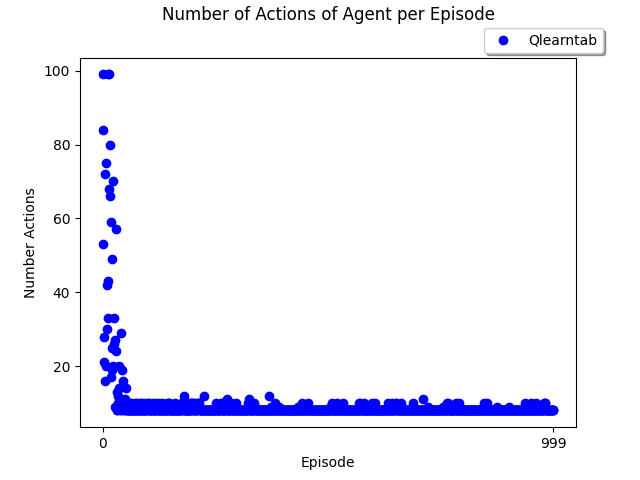 Number of Actions of Agent per Episode
Qlearntab
100
80
60
40
20
Number Actions
0
999
Episode